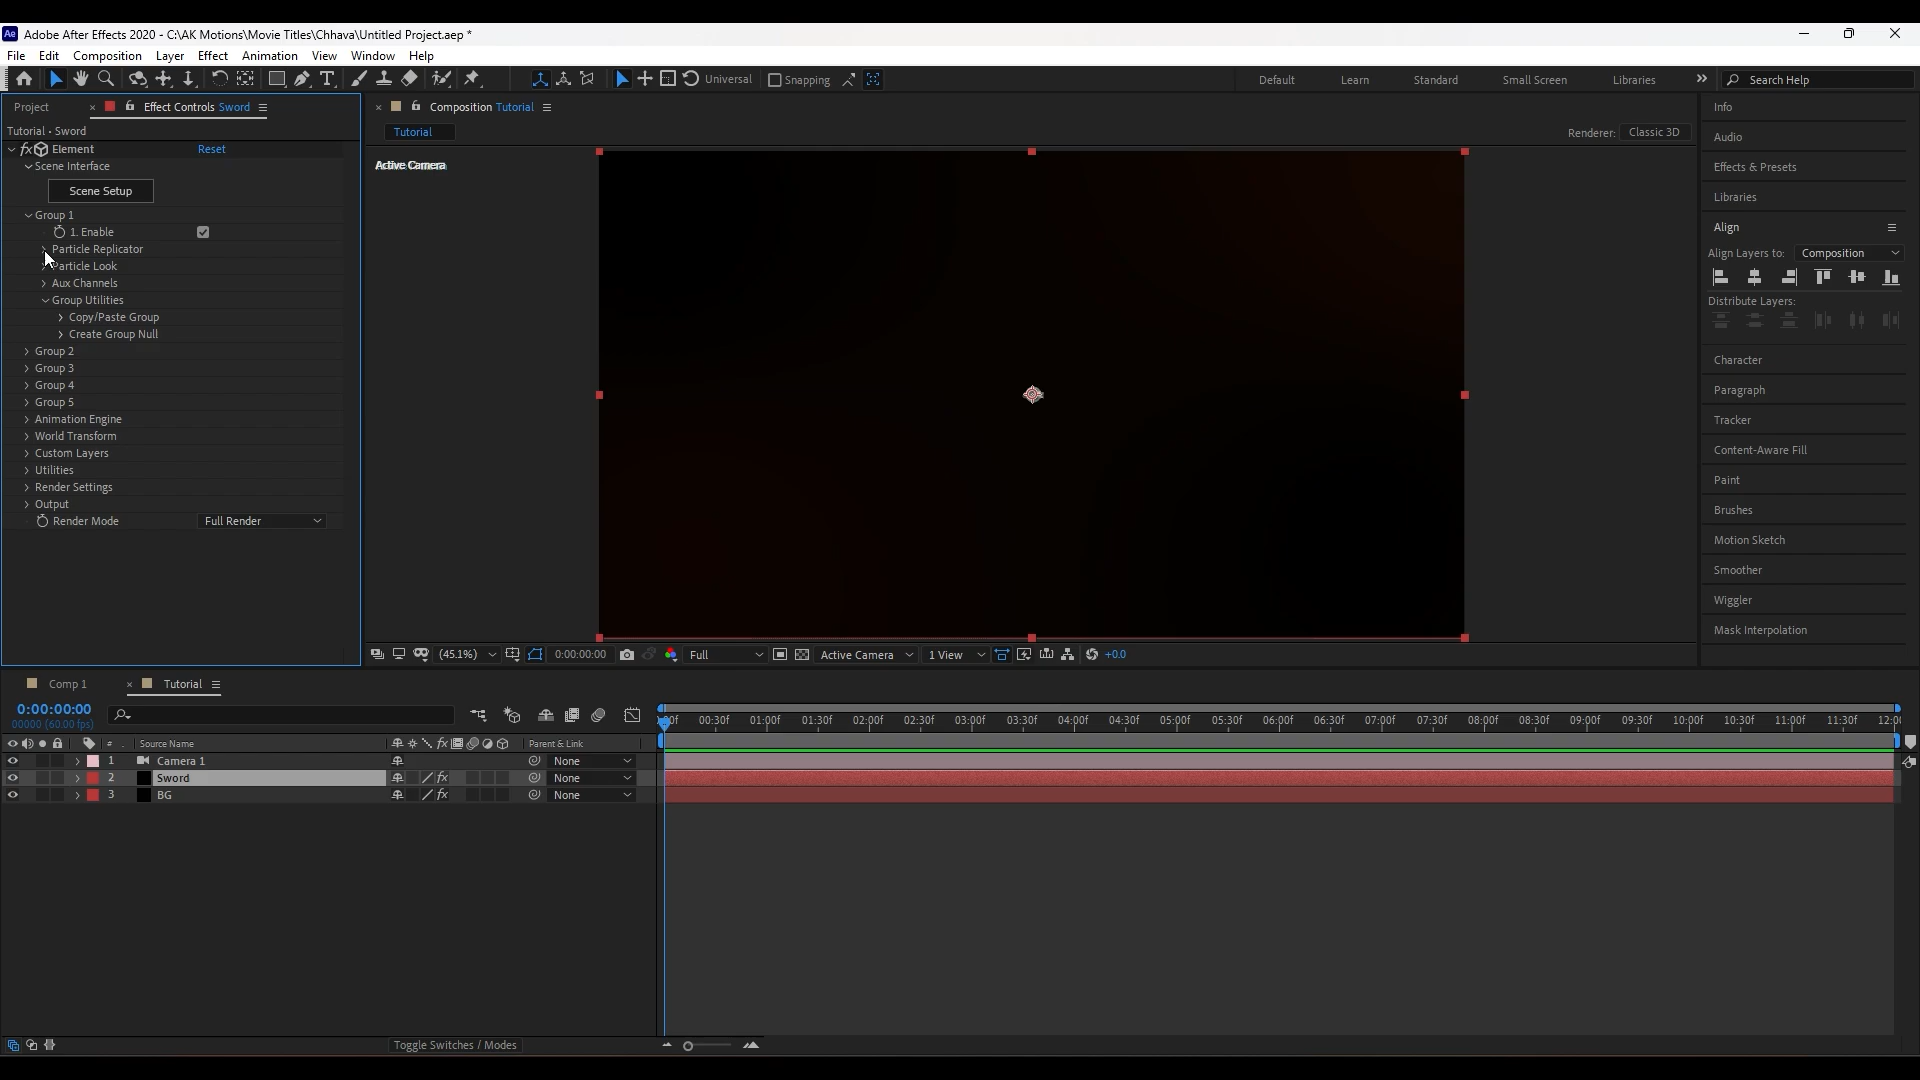 Adobe After Effects 2020 - C:\AK Motions\Movie Titles\Chhava\Untitled Project.aep *
File Edit Composition Layer Effect Animation View Window Help
Universal Snapping Default Learn Standard Small Screen Libraries Search Help
Project Effect Controls Sword
Tutorial • Sword
Element Reset
Scene Interface
Scene Setup
Group 1
1. Enable
Particle Replicator
Particle Look
Aux Channels
Group Utilities
Copy/Paste Group
Create Group Null
Group 2
Group 3
Group 4
Group 5
Animation Engine
World Transform
Custom Layers
Utilities
Render Settings
Output
Render Mode Full Render
Composition Tutorial
Tutorial
Renderer: Classic 3D
Active Camera
(45.1%) 0:00:00:00 Full Active Camera 1 View +0.0
Info
Audio
Effects & Presets
Libraries
Align
Align Layers to: Composition
Distribute Layers:
Character
Paragraph
Tracker
Content-Aware Fill
Paint
Brushes
Motion Sketch
Smoother
Wiggler
Mask Interpolation
Comp 1 Tutorial
0:00:00:00
00000 (60.00 fps)
00:30f 01:00f 01:30f 02:00f 02:30f 03:00f 03:30f 04:00f 04:30f 05:00f 05:30f 06:00f 06:30f 07:00f 07:30f 08:00f 08:30f 09:00f 09:30f 10:00f 10:30f 11:00f 11:30f
# Source Name Parent & Link
1 Camera 1 None
2 Sword None
3 BG None
Toggle Switches / Modes